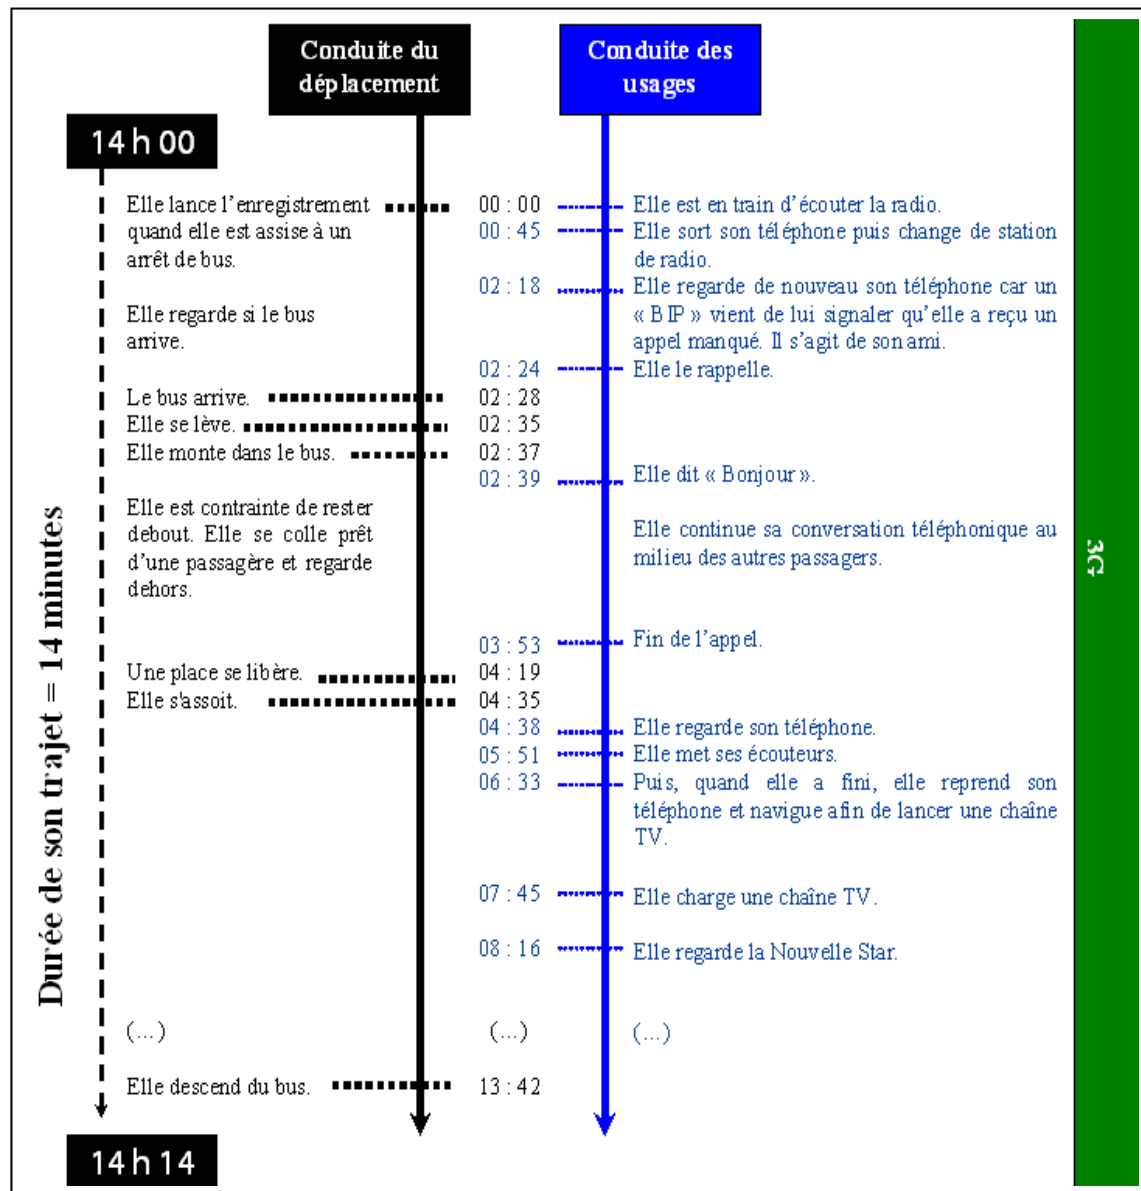 Conduite du
déplacement
Conduite des
usages
14 h 00
Elle lance l'enregistrement
quand elle est assise à un
arrêt de bus.
00 : 00
Elle est en train d'écouter la radio.
00 : 45
Elle sort son téléphone puis change de station
de radio.
Elle regarde si le bus
arrive.
02 : 18
Elle regarde de nouveau son téléphone car un
« BIP » vient de lui signaler qu'elle a reçu un
appel manqué. Il s'agit de son ami.
02 : 24
Elle le rappelle.
Le bus arrive.
02 : 28
Elle se lève.
02 : 35
Elle monte dans le bus.
02 : 37
02 : 39
Elle dit « Bonjour ».
Elle est contrainte de rester
debout. Elle se colle prêt
d'une passagère et regarde
dehors.
Elle continue sa conversation téléphonique au
milieu des autres passagers.
03 : 53
Fin de l'appel.
Une place se libère.
04 : 19
Elle s'assoit.
04 : 35
04 : 38
Elle regarde son téléphone.
05 : 51
Elle met ses écouteurs.
06 : 33
Puis, quand elle a fini, elle reprend son
téléphone et navigue afin de lancer une chaîne
TV.
07 : 45
Elle charge une chaîne TV.
08 : 16
Elle regarde la Nouvelle Star.
(...)
(...)
(...)
Elle descend du bus.
13 : 42
14 h 14
Durée de son trajet = 14 minutes
3G